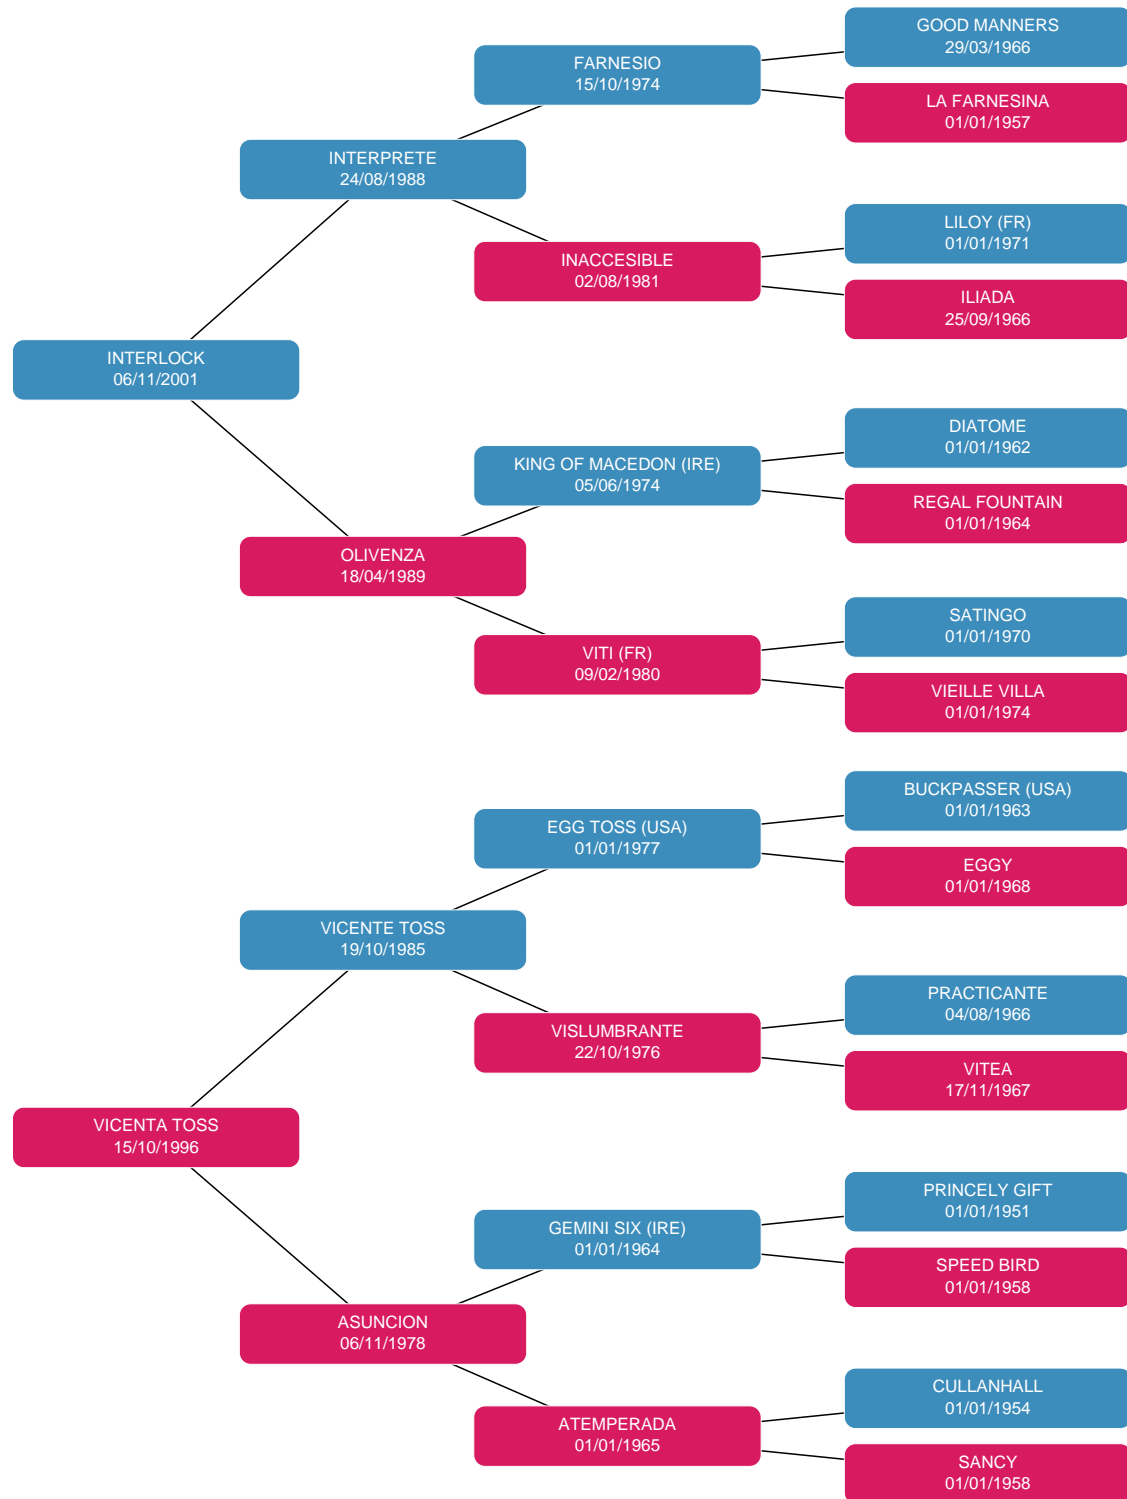 GOOD MANNERS
29/03/1966
FARNESIO
15/10/1974
LA FARNESINA
01/01/1957
INTERPRETE
24/08/1988
LILOY (FR)
01/01/1971
INACCESIBLE
02/08/1981
ILIADA
25/09/1966
INTERLOCK
06/11/2001
DIATOME
01/01/1962
KING OF MACEDON (IRE)
05/06/1974
REGAL FOUNTAIN
01/01/1964
OLIVENZA
18/04/1989
SATINGO
01/01/1970
VITI (FR)
09/02/1980
VIEILLE VILLA
01/01/1974
BUCKPASSER (USA)
01/01/1963
EGG TOSS (USA)
01/01/1977
EGGY
01/01/1968
VICENTE TOSS
19/10/1985
PRACTICANTE
04/08/1966
VISLUMBRANTE
22/10/1976
VITEA
17/11/1967
VICENTA TOSS
15/10/1996
PRINCELY GIFT
01/01/1951
GEMINI SIX (IRE)
01/01/1964
SPEED BIRD
01/01/1958
ASUNCION
06/11/1978
CULLANHALL
01/01/1954
ATEMPERADA
01/01/1965
SANCY
01/01/1958